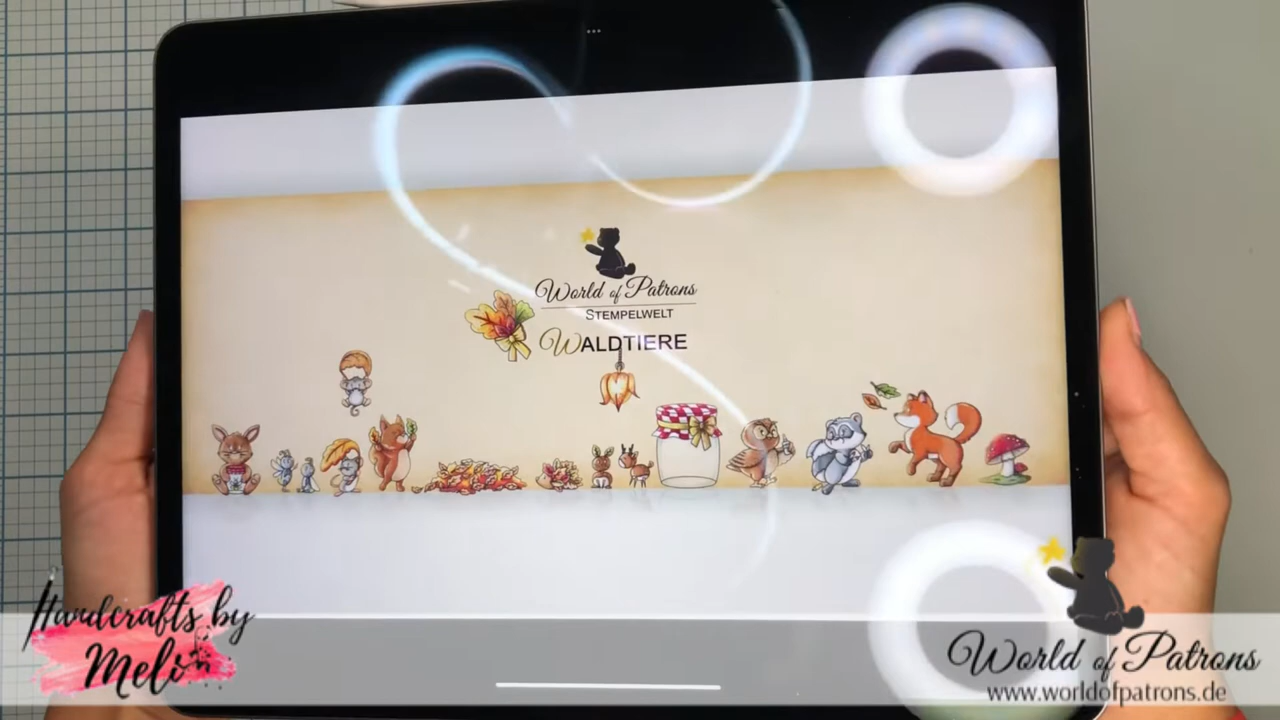 World of Patrons
STEMPELWELT
WALDTIERE
Handcrafts by
Meli
World of Patrons
www.worldofpatrons.de